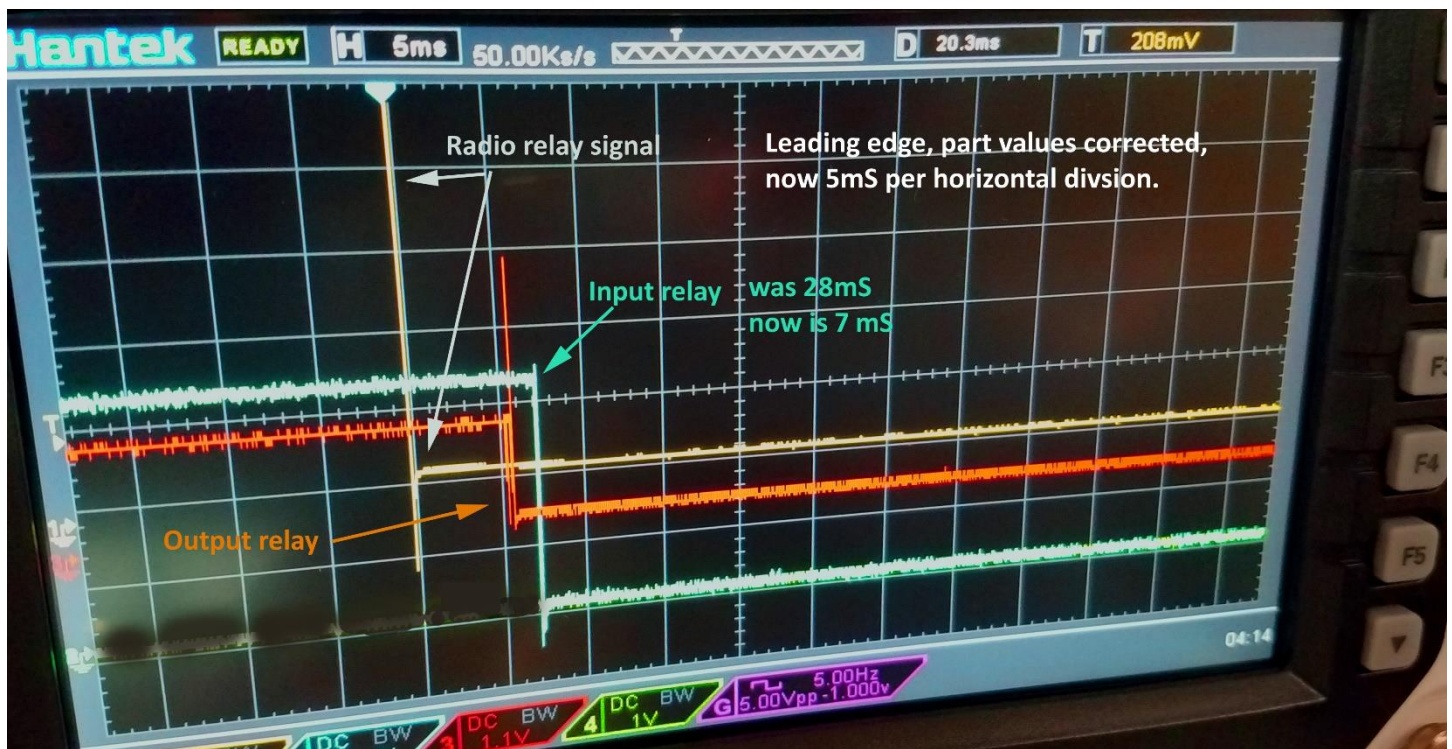 Hantek READY H 5ms 50.00Ks/s T D 20.3ms T 208mV
Radio relay signal
Leading edge, part values corrected,
now 5mS per horizontal divsion.
Input relay
was 28mS
now is 7 mS
T
Output relay
04:14
G 5.00Hz
5.00Vpp -1.000v
4 DC BW
1V
3 DC BW
1.1V
DC BW
F4
F5